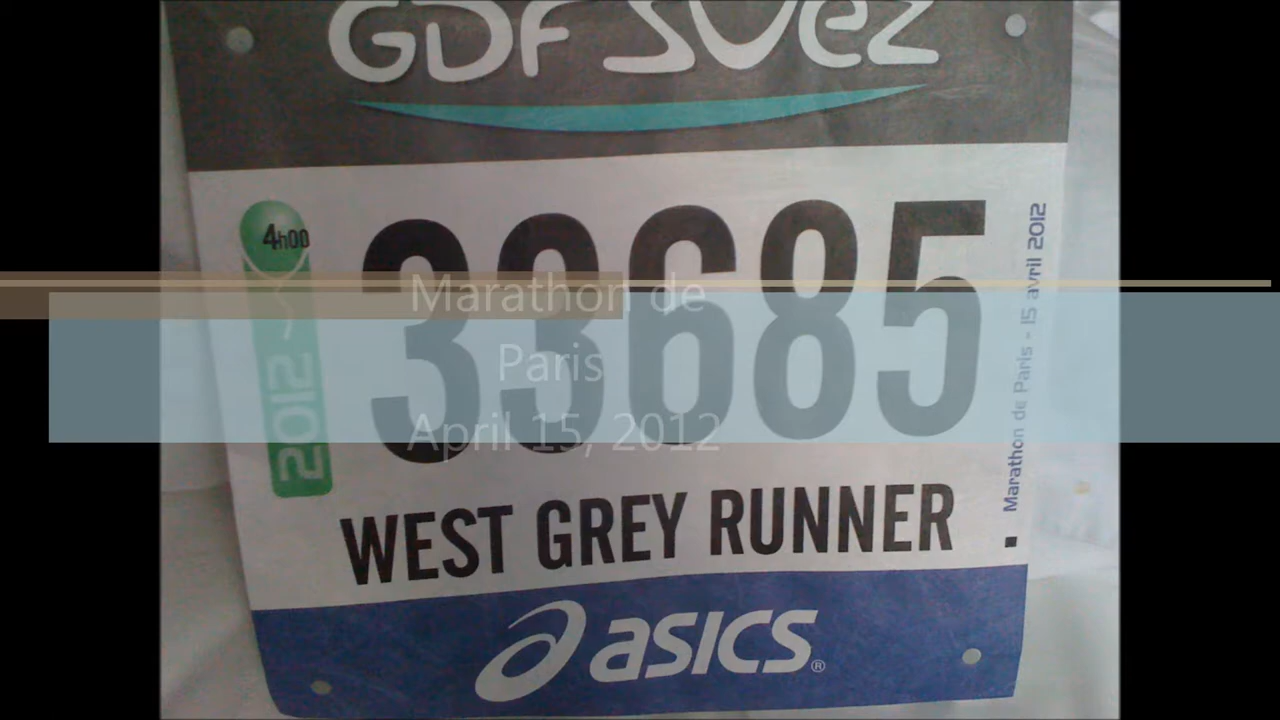 GDF SUEZ
4h00
33685
2012
Marathon de Paris - 15 avril 2012
Marathon de
Paris
April 15, 2012
WEST GREY RUNNER
asics®